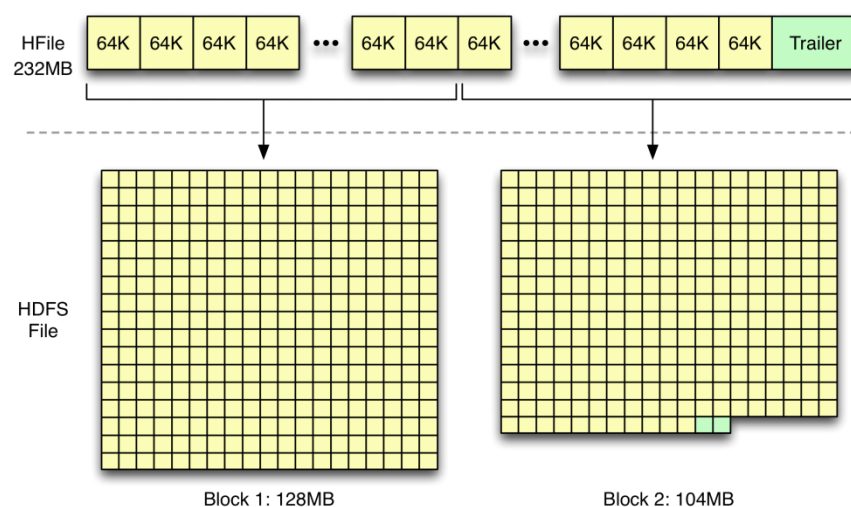 HFile
232MB
64K 64K 64K 64K ••• 64K 64K 64K ••• 64K 64K 64K 64K Trailer
HDFS
File
Block 1: 128MB
Block 2: 104MB